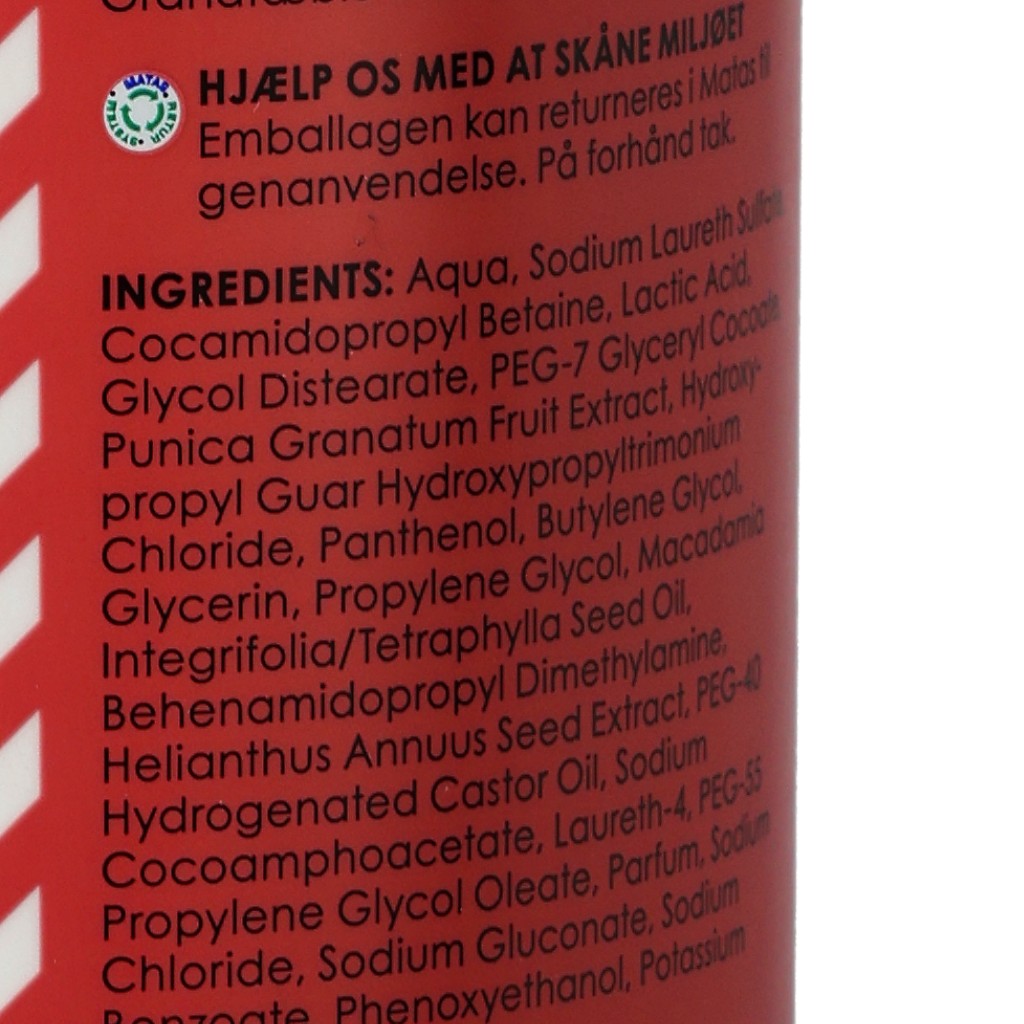 HJÆLP OS MED AT SKÅNE MILJØET
MATAS RETUR SYSTEM
Emballagen kan returneres i Matas til
genanvendelse. På forhånd tak.
INGREDIENTS: Aqua, Sodium Laureth Sulfate,
Cocamidopropyl Betaine, Lactic Acid,
Glycol Distearate, PEG-7 Glyceryl Cocoate,
Punica Granatum Fruit Extract, Hydroxy-
propyl Guar Hydroxypropyltrimonium
Chloride, Panthenol, Butylene Glycol,
Glycerin, Propylene Glycol, Macadamia
Integrifolia/Tetraphylla Seed Oil,
Behenamidopropyl Dimethylamine,
Helianthus Annuus Seed Extract, PEG-40
Hydrogenated Castor Oil, Sodium
Cocoamphoacetate, Laureth-4, PEG-55
Propylene Glycol Oleate, Parfum, Sodium
Chloride, Sodium Gluconate, Sodium
Benzoate, Phenoxyethanol, Potassium